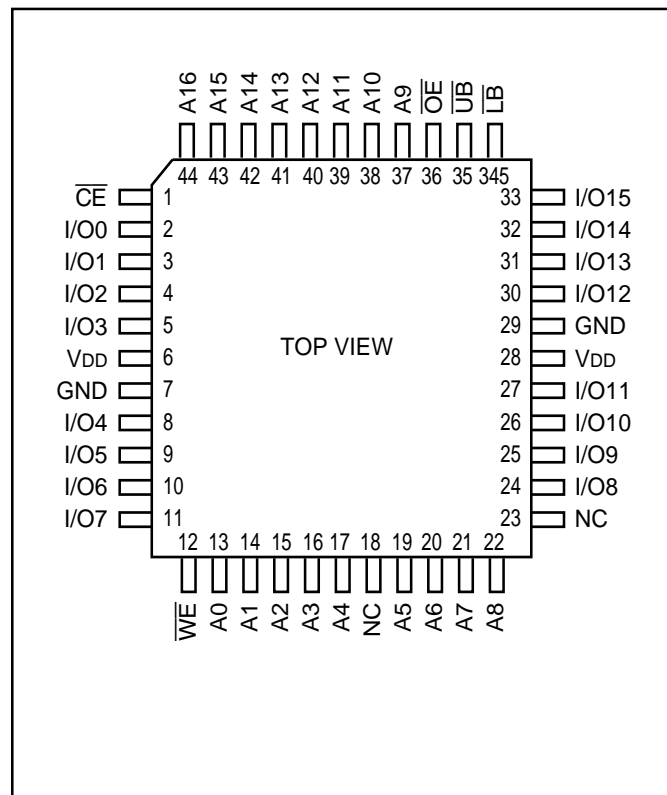 A16 A15 A14 A13 A12 A11 A10 A9 OE UB LB
44 43 42 41 40 39 38 37 36 35 345
CE 1 33 I/O15
I/O0 2 32 I/O14
I/O1 3 31 I/O13
I/O2 4 30 I/O12
I/O3 5 29 GND
VDD 6 TOP VIEW 28 VDD
GND 7 27 I/O11
I/O4 8 26 I/O10
I/O5 9 25 I/O9
I/O6 10 24 I/O8
I/O7 11 23 NC
12 13 14 15 16 17 18 19 20 21 22
WE A0 A1 A2 A3 A4 NC A5 A6 A7 A8